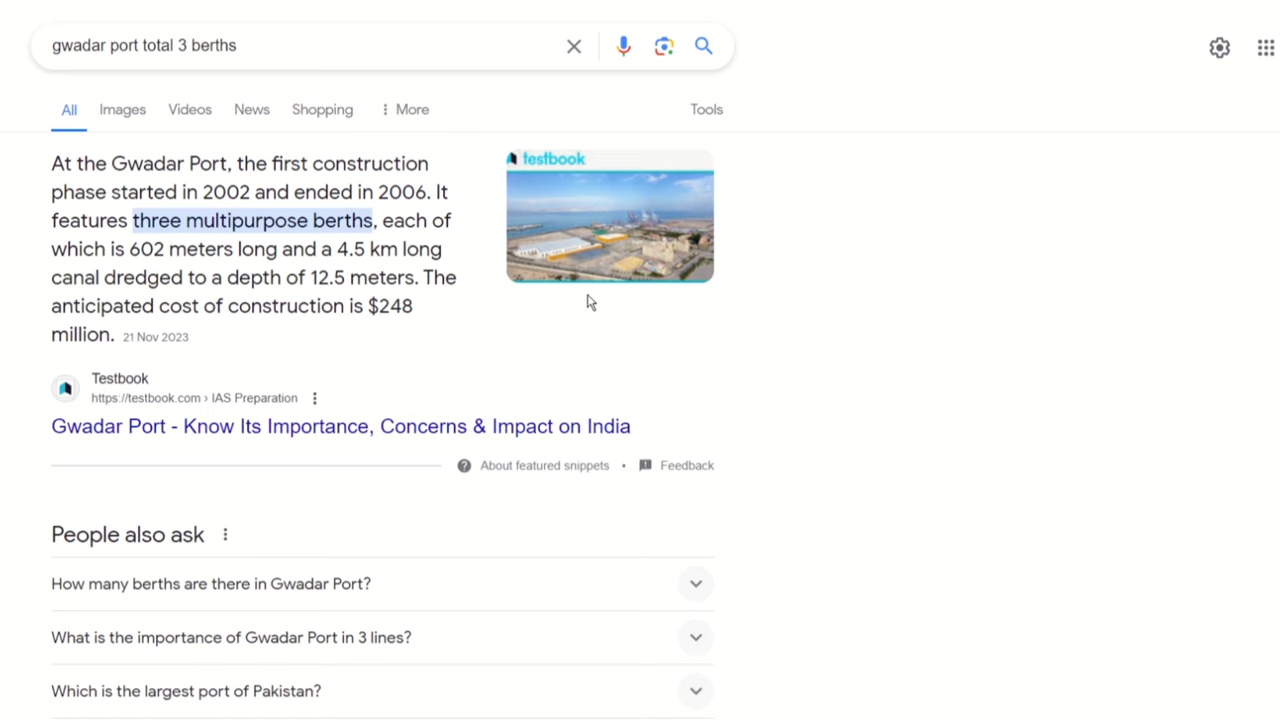 gwadar port total 3 berths
All Images Videos News Shopping More Tools
At the Gwadar Port, the first construction
phase started in 2002 and ended in 2006. It
features three multipurpose berths, each of
which is 602 meters long and a 4.5 km long
canal dredged to a depth of 12.5 meters. The
anticipated cost of construction is $248
million. 21 Nov 2023
testbook
Testbook
https://testbook.com › IAS Preparation
Gwadar Port - Know Its Importance, Concerns & Impact on India
About featured snippets • Feedback
People also ask
How many berths are there in Gwadar Port?
What is the importance of Gwadar Port in 3 lines?
Which is the largest port of Pakistan?